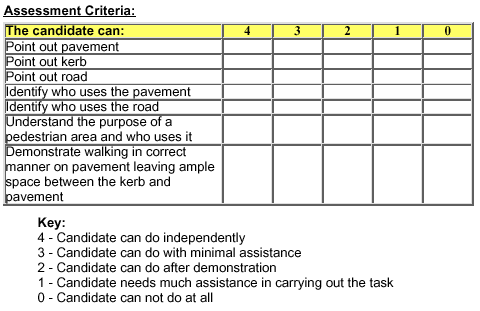 Assessment Criteria:
The candidate can: 4 3 2 1 0
Point out pavement
Point out kerb
Point out road
Identify who uses the pavement
Identify who uses the road
Understand the purpose of a
pedestrian area and who uses it
Demonstrate walking in correct
manner on pavement leaving ample
space between the kerb and
pavement
Key:
4 - Candidate can do independently
3 - Candidate can do with minimal assistance
2 - Candidate can do after demonstration
1 - Candidate needs much assistance in carrying out the task
0 - Candidate can not do at all